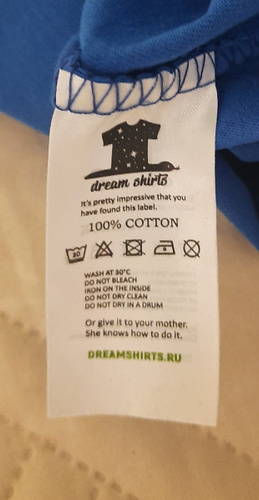 dream shirts
It's pretty impressive that you
have found this label.
100% COTTON
30
WASH AT 30°C
DO NOT BLEACH
IRON ON THE INSIDE
DO NOT DRY CLEAN
DO NOT DRY IN A DRUM
Or give it to your mother.
She knows how to do it.
DREAMSHIRTS.RU